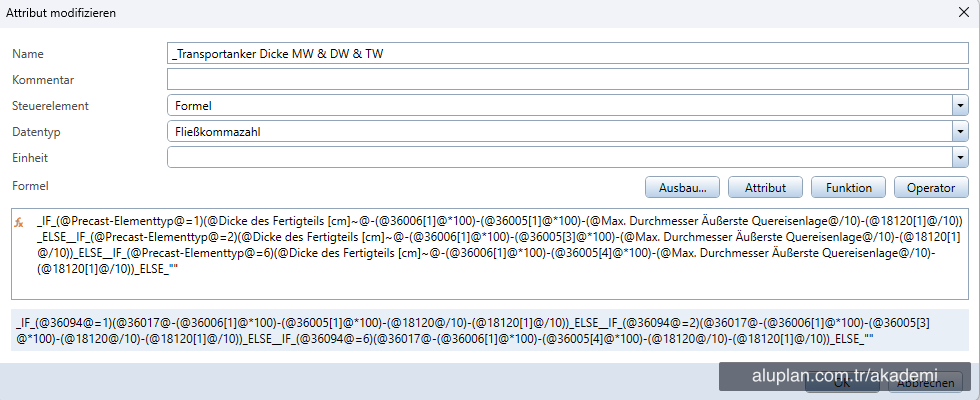 Attribut modifizieren
Name
_Transportanker Dicke MW & DW & TW
Kommentar
Steuerelement
Formel
Datentyp
Fließkommazahl
Einheit
Formel
Ausbau...
Attribut
Funktion
Operator
fx
_IF_(@Precast-Elementtyp@=1)(@Dicke des Fertigteils [cm]~@-(@36006[1]@*100)-(@36005[1]@*100)-(@Max. Durchmesser Äußerste Quereisenlage@/10)-(@18120[1]@/10))
_ELSE__IF_(@Precast-Elementtyp@=2)(@Dicke des Fertigteils [cm]~@-(@36006[1]@*100)-(@36005[3]@*100)-(@Max. Durchmesser Äußerste Quereisenlage@/10)-(@18120[1]
@/10))_ELSE__IF_(@Precast-Elementtyp@=6)(@Dicke des Fertigteils [cm]~@-(@36006[1]@*100)-(@36005[4]@*100)-(@Max. Durchmesser Äußerste Quereisenlage@/10)-
(@18120[1]@/10))_ELSE_""
_IF_(@36094@=1)(@36017@-(@36006[1]@*100)-(@36005[1]@*100)-(@18120@/10)-(@18120[1]@/10))_ELSE__IF_(@36094@=2)(@36017@-(@36006[1]@*100)-(@36005[3]
@*100)-(@18120@/10)-(@18120[1]@/10))_ELSE__IF_(@36094@=6)(@36017@-(@36006[1]@*100)-(@36005[4]@*100)-(@18120@/10)-(@18120[1]@/10))_ELSE_""
aluplan.com.tr/akademi
OK
Abbrechen